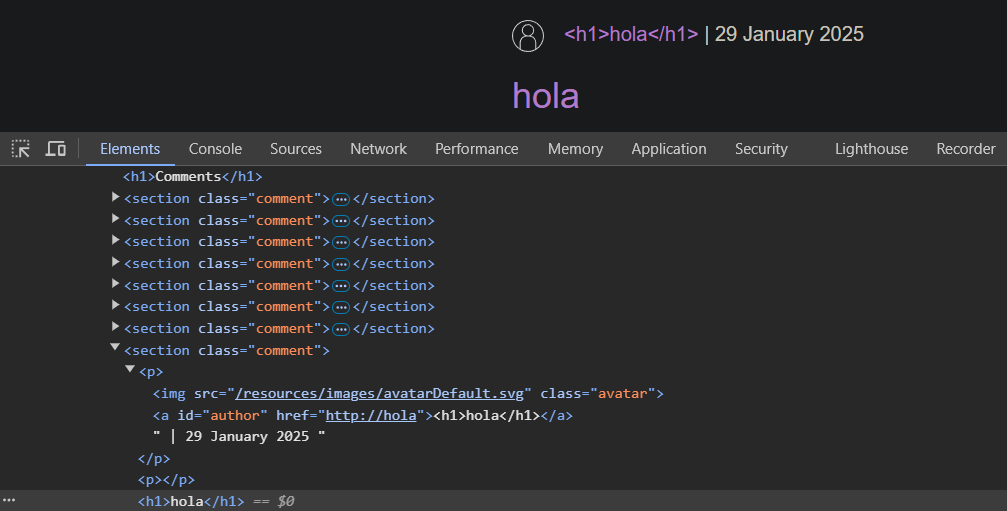 <h1>hola</h1> | 29 January 2025
hola
Elements Console Sources Network Performance Memory Application Security Lighthouse Recorder
<h1>Comments</h1>
<section class="comment">…</section>
<section class="comment">…</section>
<section class="comment">…</section>
<section class="comment">…</section>
<section class="comment">…</section>
<section class="comment">…</section>
<section class="comment">…</section>
<section class="comment">
<p>
<img src="/resources/images/avatarDefault.svg" class="avatar">
<a id="author" href="http://hola"><h1>hola</h1></a>
" | 29 January 2025 "
</p>
<p></p>
… <h1>hola</h1> == $0